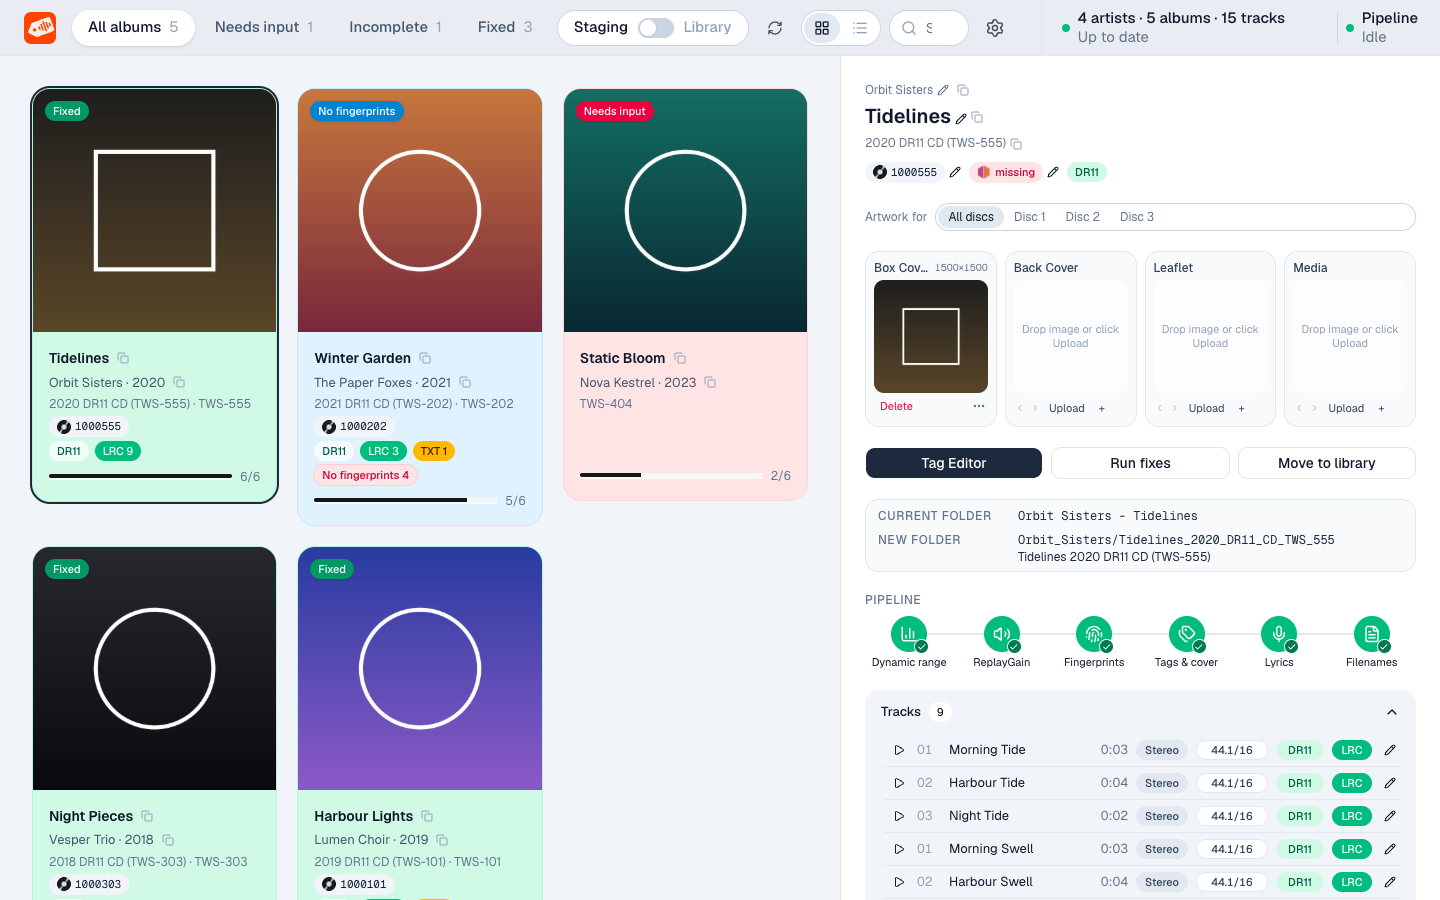 All albums 5
Needs input 1
Incomplete 1
Fixed 3
Staging
Library
4 artists · 5 albums · 15 tracks
Up to date
Pipeline
Idle
Fixed
Tidelines
Orbit Sisters · 2020
2020 DR11 CD (TWS-555) · TWS-555
1000555
DR11 LRC 9
6/6
No fingerprints
Winter Garden
The Paper Foxes · 2021
2021 DR11 CD (TWS-202) · TWS-202
1000202
DR11 LRC 3 TXT 1
No fingerprints 4
5/6
Needs input
Static Bloom
Nova Kestrel · 2023
TWS-404
2/6
Fixed
Night Pieces
Vesper Trio · 2018
2018 DR11 CD (TWS-303) · TWS-303
1000303
Fixed
Harbour Lights
Lumen Choir · 2019
2019 DR11 CD (TWS-101) · TWS-101
1000101
Orbit Sisters
Tidelines
2020 DR11 CD (TWS-555)
1000555 missing DR11
Artwork for All discs Disc 1 Disc 2 Disc 3
Box Cov... 1500×1500
Delete
Back Cover
Drop image or click
Upload
Upload +
Leaflet
Drop image or click
Upload
Upload +
Media
Drop image or click
Upload
Upload +
Tag Editor
Run fixes
Move to library
CURRENT FOLDER Orbit Sisters - Tidelines
NEW FOLDER Orbit_Sisters/Tidelines_2020_DR11_CD_TWS_555
Tidelines 2020 DR11 CD (TWS-555)
PIPELINE
Dynamic range
ReplayGain
Fingerprints
Tags & cover
Lyrics
Filenames
Tracks 9
01 Morning Tide 0:03 Stereo 44.1/16 DR11 LRC
02 Harbour Tide 0:04 Stereo 44.1/16 DR11 LRC
03 Night Tide 0:02 Stereo 44.1/16 DR11 LRC
01 Morning Swell 0:03 Stereo 44.1/16 DR11 LRC
02 Harbour Swell 0:04 Stereo 44.1/16 DR11 LRC